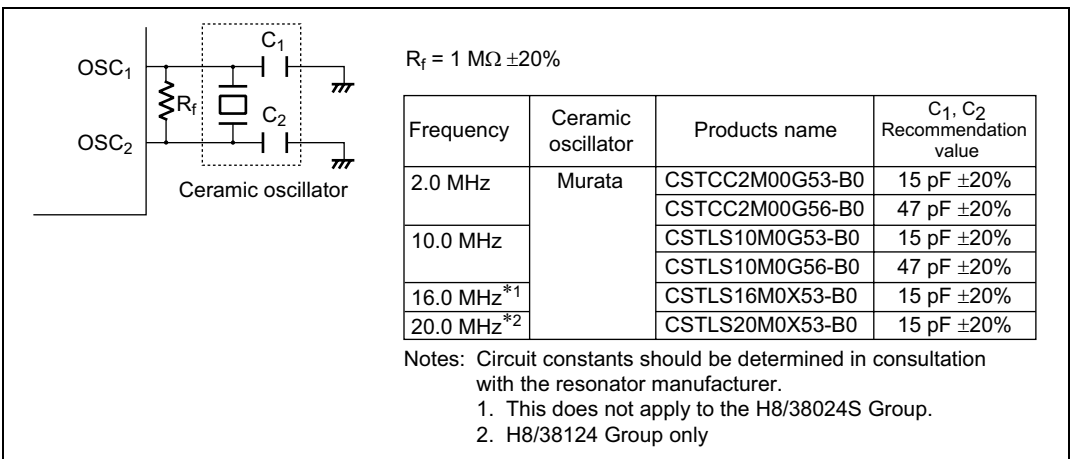 OSC1
OSC2
Rf
C1
C2
Ceramic oscillator
Rf = 1 MΩ ±20%
Frequency Ceramic oscillator Products name C1, C2 Recommendation value
2.0 MHz Murata CSTCC2M00G53-B0 15 pF ±20%
CSTCC2M00G56-B0 47 pF ±20%
10.0 MHz CSTLS10M0G53-B0 15 pF ±20%
CSTLS10M0G56-B0 47 pF ±20%
16.0 MHz*1 CSTLS16M0X53-B0 15 pF ±20%
20.0 MHz*2 CSTLS20M0X53-B0 15 pF ±20%
Notes: Circuit constants should be determined in consultation
with the resonator manufacturer.
1. This does not apply to the H8/38024S Group.
2. H8/38124 Group only